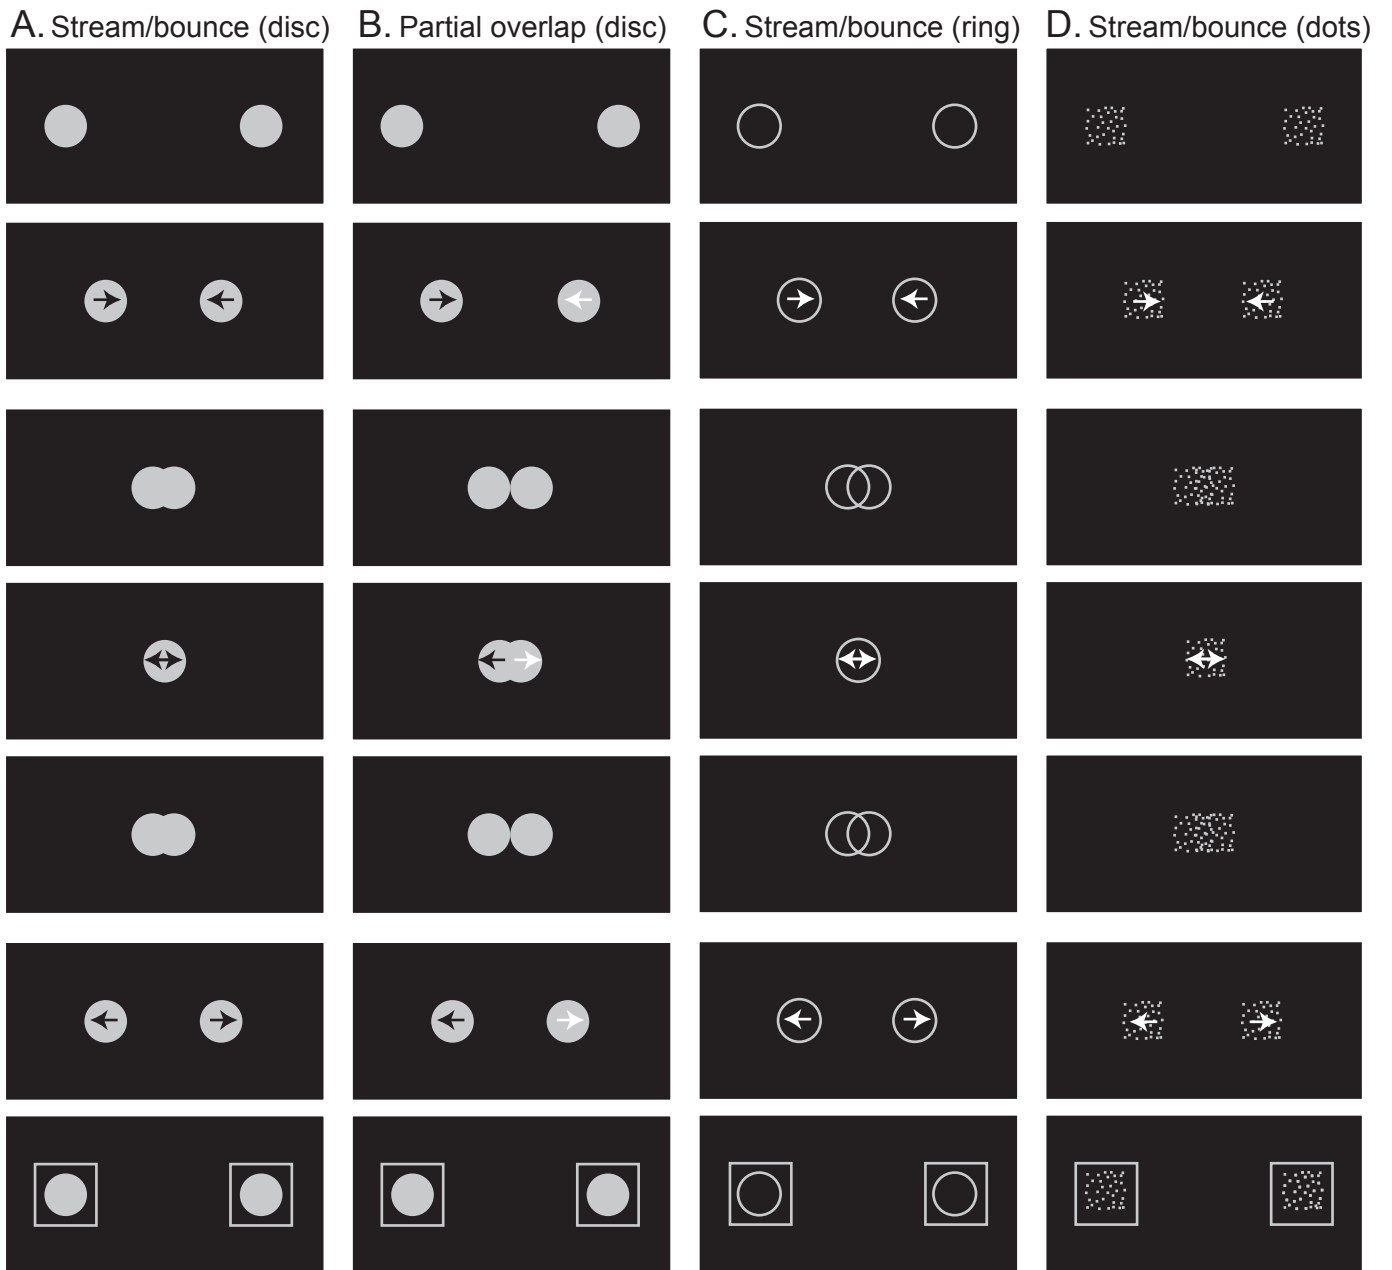 A. Stream/bounce (disc)
B. Partial overlap (disc)
C. Stream/bounce (ring)
D. Stream/bounce (dots)